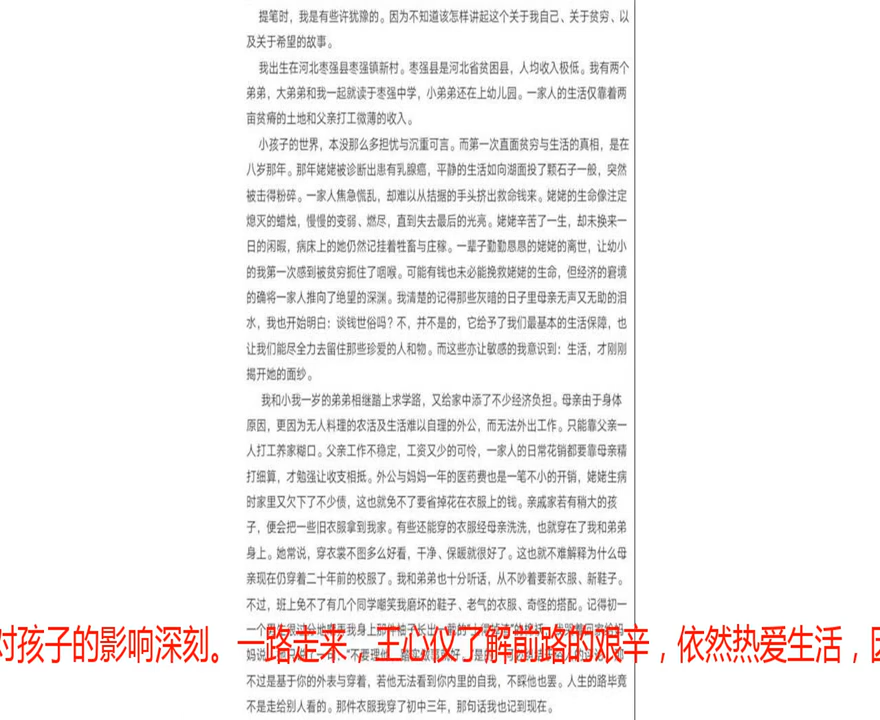 提笔时，我是有些许犹豫的。因为不知道该怎样讲起这个关于我自己、关于贫穷、以
及关于希望的故事。
我出生在河北枣强县枣强镇新村。枣强县是河北省贫困县，人均收入极低。我有两个
弟弟，大弟弟和我一起就读于枣强中学，小弟弟还在上幼儿园。一家人的生活仅靠着两
亩贫瘠的土地和父亲打工微薄的收入。
小孩子的世界，本没那么多担忧与沉重可言。而第一次直面贫穷与生活的真相，是在
八岁那年。那年姥姥被诊断出患有乳腺癌，平静的生活如向湖面投了颗石子一般，突然
被击得粉碎。一家人焦急慌乱，却难以从拮据的手头挤出救命钱来。姥姥的生命像注定
熄灭的蜡烛，慢慢的变弱、燃尽，直到失去最后的光亮。姥姥辛苦了一生，却未换来一
日的闲暇，病床上的她仍然记挂着牲畜与庄稼。一辈子勤勤恳恳的姥姥的离世，让幼小
的我第一次感到被贫穷扼住了咽喉。可能有钱也未必能挽救姥姥的生命，但经济的窘境
的确将一家人推向了绝望的深渊。我清楚的记得那些灰暗的日子里母亲无声又无助的泪
水，我也开始明白：谈钱世俗吗？不，并不是的，它给予了我们最基本的生活保障，也
让我们能尽全力去留住那些珍爱的人和物。而这些亦让敏感的我意识到：生活，才刚刚
揭开她的面纱。
我和小我一岁的弟弟相继踏上求学路，又给家中添了不少经济负担。母亲由于身体
原因，更因为无人料理的农活及生活难以自理的外公，而无法外出工作。只能靠父亲一
人打工养家糊口。父亲工作不稳定，工资又少的可怜，一家人的日常花销都要靠母亲精
打细算，才勉强让收支相抵。外公与妈妈一年的医药费也是一笔不小的开销，姥姥生病
时家里又欠下了不少债，这也就免不了要省掉花在衣服上的钱。亲戚家若有稍大的孩
子，便会把一些旧衣服拿到我家。有些还能穿的衣服经母亲洗洗，也就穿在了我和弟弟
身上。她常说，穿衣裳不图多么好看，干净、保暖就很好了。这也就不难解释为什么母
亲现在仍穿着二十年前的校服了。我和弟弟也十分听话，从不吵着要新衣服、新鞋子。
不过，班上免不了有几个同学嘲笑我磨坏的鞋子、老气的衣服、奇怪的搭配。记得初一
对孩子的影响深刻。一路走来，王心仪了解前路的艰辛，依然热爱生活，因
不过是基于你的外表与穿着，若他无法看到你内里的自我，不睬他也罢。人生的路毕竟
不是走给别人看的。那件衣服我穿了初中三年，那句话我也记到现在。